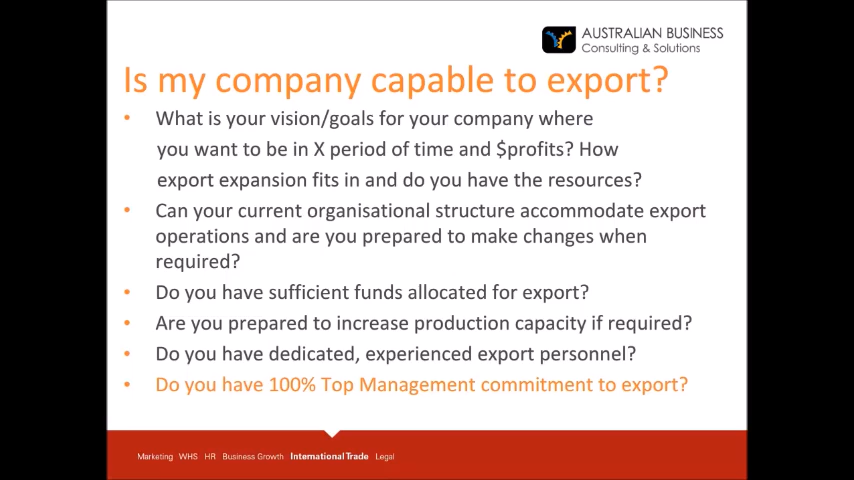 AUSTRALIAN BUSINESS
Consulting & Solutions
Is my company capable to export?
• What is your vision/goals for your company where
you want to be in X period of time and $profits? How
export expansion fits in and do you have the resources?
• Can your current organisational structure accommodate export
operations and are you prepared to make changes when
required?
• Do you have sufficient funds allocated for export?
• Are you prepared to increase production capacity if required?
• Do you have dedicated, experienced export personnel?
• Do you have 100% Top Management commitment to export?
Marketing WHS HR Business Growth International Trade Legal